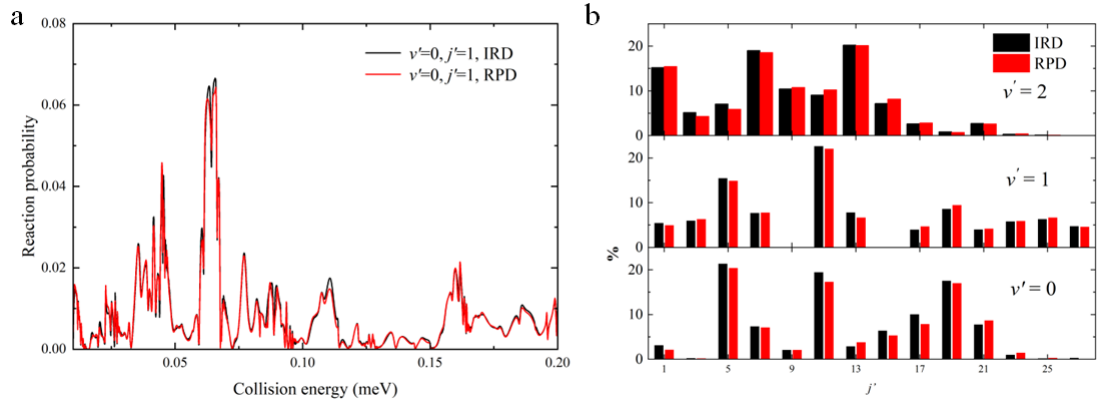 a
0.08
0.06
0.04
0.02
0.00
Reaction probability
v'=0, j'=1, IRD
v'=0, j'=1, RPD
0.05
0.10
0.15
0.20
Collision energy (meV)
b
20
10
0
IRD
RPD
v' = 2
20
10
0
v' = 1
%
20
10
0
v' = 0
1
5
9
13
17
21
25
j'